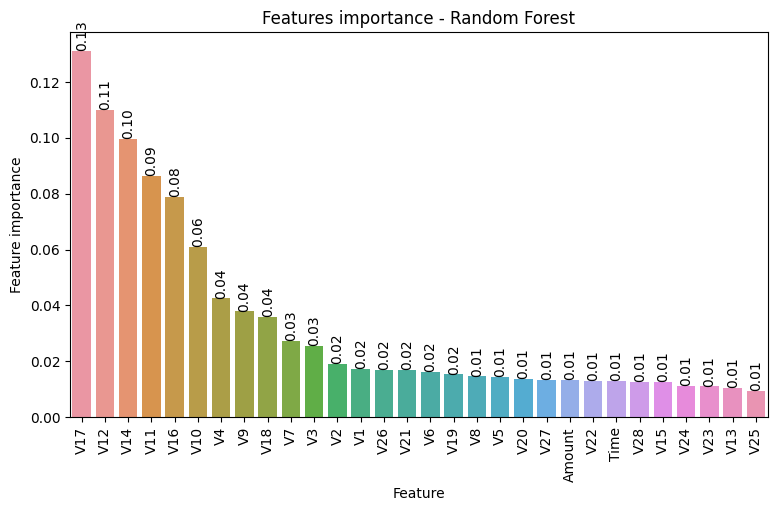 Features importance - Random Forest
Feature importance
0.12
0.10
0.08
0.06
0.04
0.02
0.00
0.13
0.11
0.10
0.09
0.08
0.06
0.04
0.04
0.04
0.03
0.03
0.02
0.02
0.02
0.02
0.02
0.02
0.01
0.01
0.01
0.01
0.01
0.01
0.01
0.01
0.01
0.01
0.01
0.01
0.01
V17
V12
V14
V11
V16
V10
V4
V9
V18
V7
V3
V2
V1
V26
V21
V6
V19
V8
V5
V20
V27
Amount
V22
Time
V28
V15
V24
V23
V13
V25
Feature